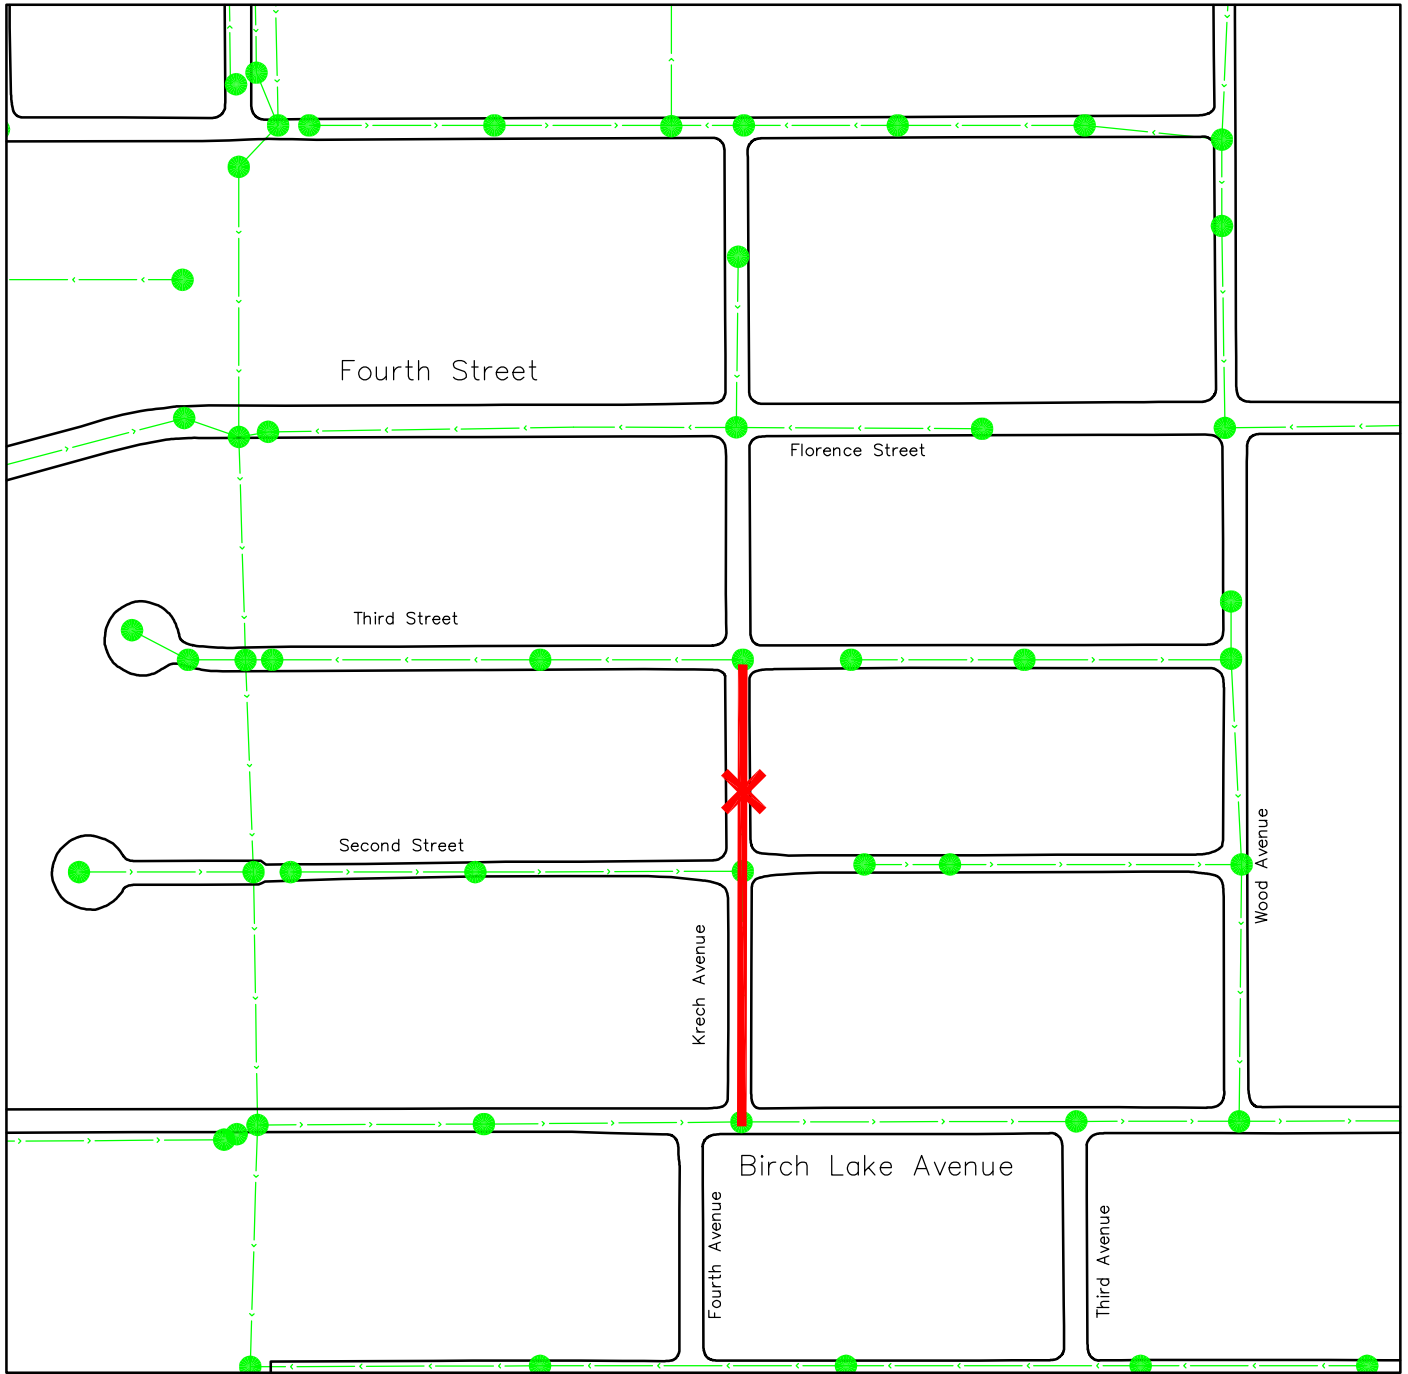 Fourth Street
Florence Street
Third Street
Second Street
Wood Avenue
Krech Avenue
Birch Lake Avenue
Fourth Avenue
Third Avenue